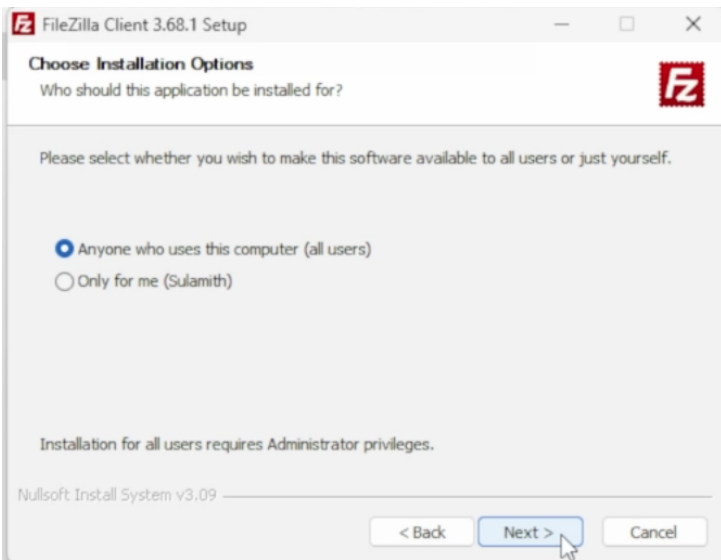 FileZilla Client 3.68.1 Setup
Choose Installation Options
Who should this application be installed for?
Fz
Please select whether you wish to make this software available to all users or just yourself.
Anyone who uses this computer (all users)
Only for me (Sulamith)
Installation for all users requires Administrator privileges.
Nullsoft Install System v3.09
< Back
Next >
Cancel